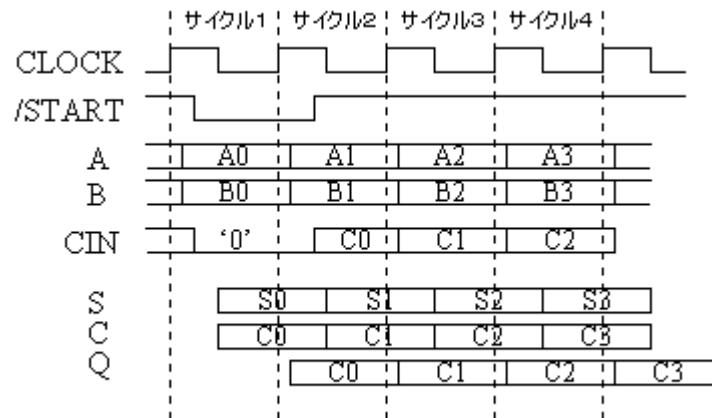 サイクル1 サイクル2 サイクル3 サイクル4
CLOCK
/START
A A0 A1 A2 A3
B B0 B1 B2 B3
CIN ‘0’ C0 C1 C2
S S0 S1 S2 S3
C C0 C1 C2 C3
Q C0 C1 C2 C3